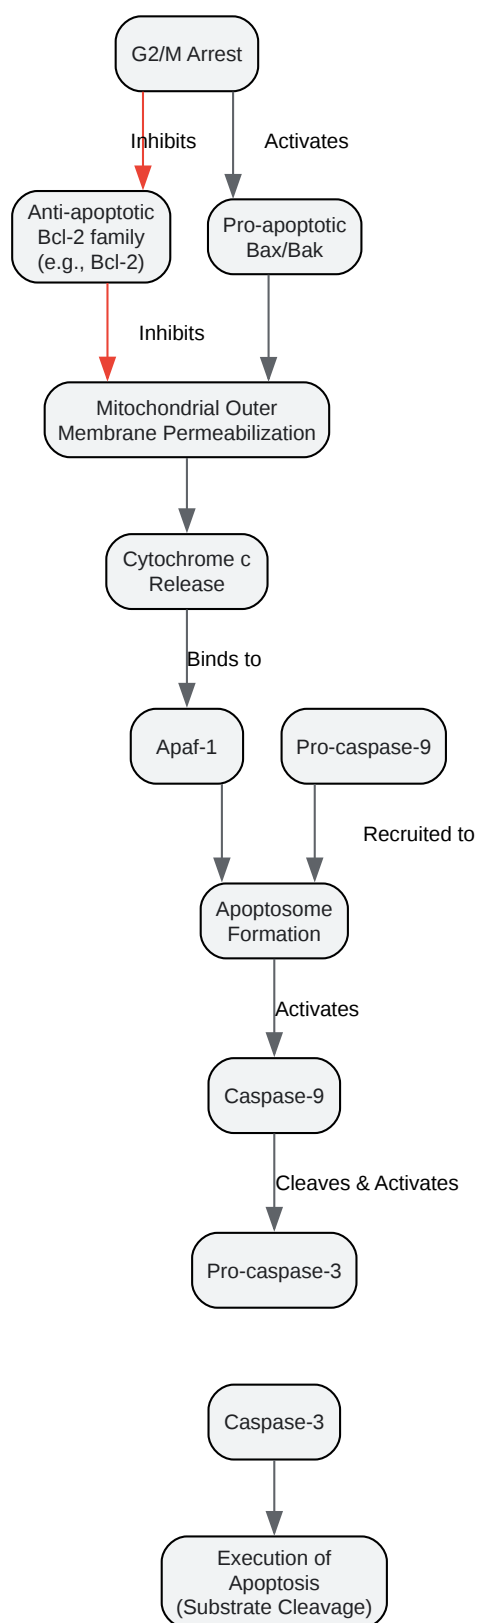 G2/M Arrest
Inhibits
Activates
Anti-apoptotic
Bcl-2 family
(e.g., Bcl-2)
Pro-apoptotic
Bax/Bak
Inhibits
Mitochondrial Outer
Membrane Permeabilization
Cytochrome c
Release
Binds to
Apaf-1
Pro-caspase-9
Recruited to
Apoptosome
Formation
Activates
Caspase-9
Cleaves & Activates
Pro-caspase-3
Caspase-3
Execution of
Apoptosis
(Substrate Cleavage)